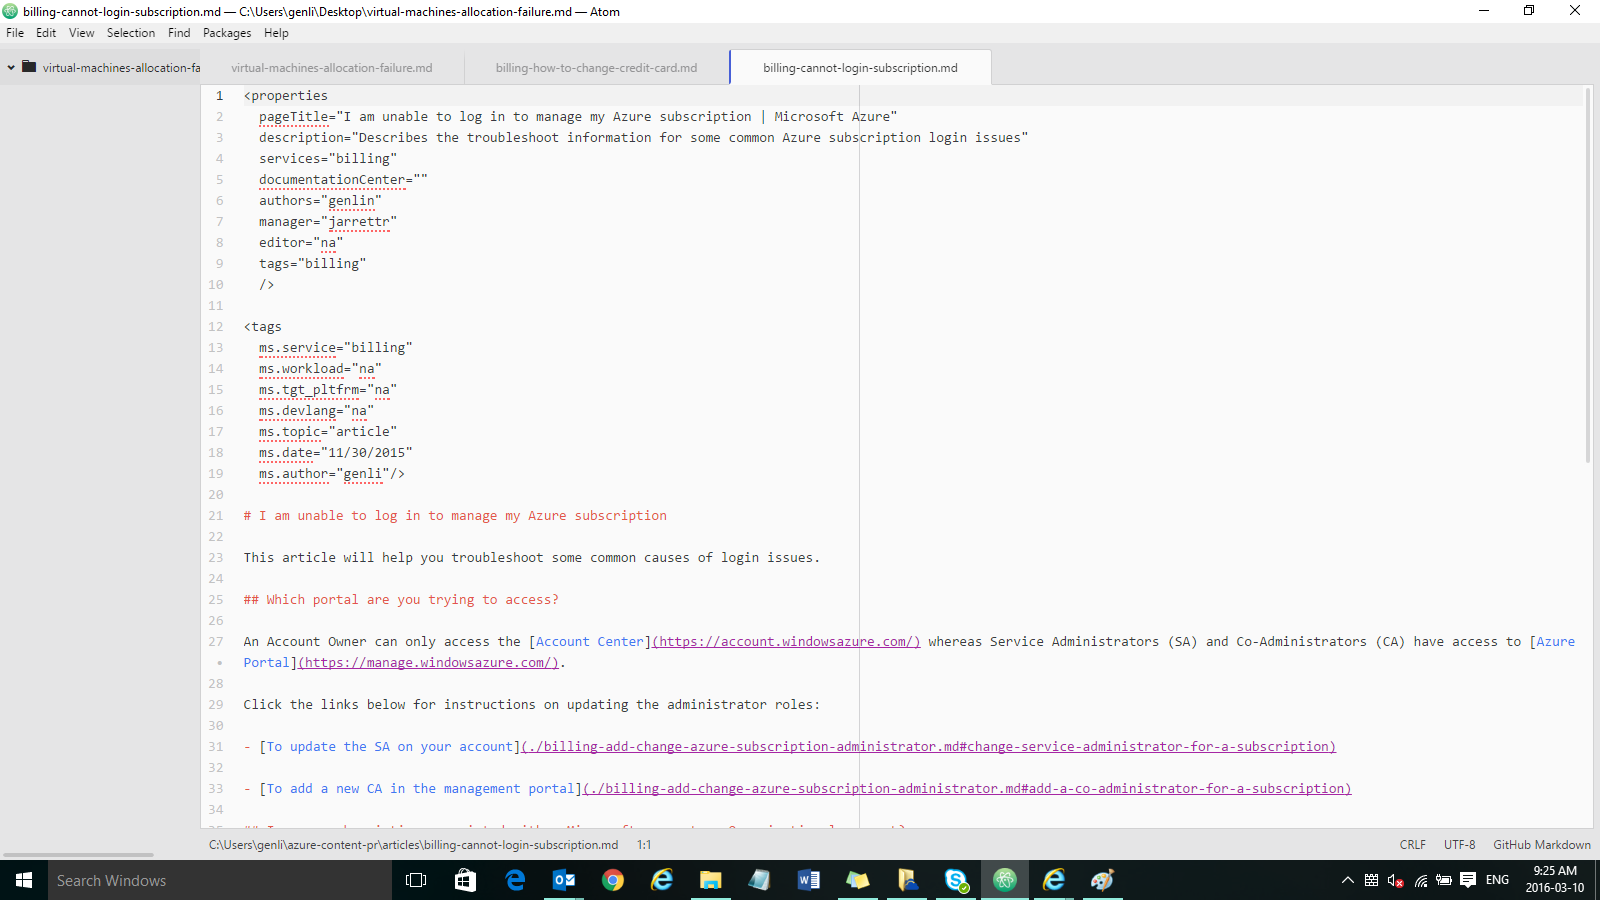 billing-cannot-login-subscription.md — C:\Users\genli\Desktop\virtual-machines-allocation-failure.md — Atom
File Edit View Selection Find Packages Help
virtual-machines-allocation-fa
virtual-machines-allocation-failure.md billing-how-to-change-credit-card.md billing-cannot-login-subscription.md
1 <properties
2 pageTitle="I am unable to log in to manage my Azure subscription | Microsoft Azure"
3 description="Describes the troubleshoot information for some common Azure subscription login issues"
4 services="billing"
5 documentationCenter=""
6 authors="genlin"
7 manager="jarrettr"
8 editor="na"
9 tags="billing"
10 />
11
12 <tags
13 ms.service="billing"
14 ms.workload="na"
15 ms.tgt_pltfrm="na"
16 ms.devlang="na"
17 ms.topic="article"
18 ms.date="11/30/2015"
19 ms.author="genli"/>
20
21 # I am unable to log in to manage my Azure subscription
22
23 This article will help you troubleshoot some common causes of login issues.
24
25 ## Which portal are you trying to access?
26
27 An Account Owner can only access the [Account Center](https://account.windowsazure.com/) whereas Service Administrators (SA) and Co-Administrators (CA) have access to [Azure
• Portal](https://manage.windowsazure.com/).
28
29 Click the links below for instructions on updating the administrator roles:
30
31 - [To update the SA on your account](./billing-add-change-azure-subscription-administrator.md#change-service-administrator-for-a-subscription)
32
33 - [To add a new CA in the management portal](./billing-add-change-azure-subscription-administrator.md#add-a-co-administrator-for-a-subscription)
34
C:\Users\genli\azure-content-pr\articles\billing-cannot-login-subscription.md 1:1 CRLF UTF-8 GitHub Markdown
Search Windows
ENG
9:25 AM
2016-03-10